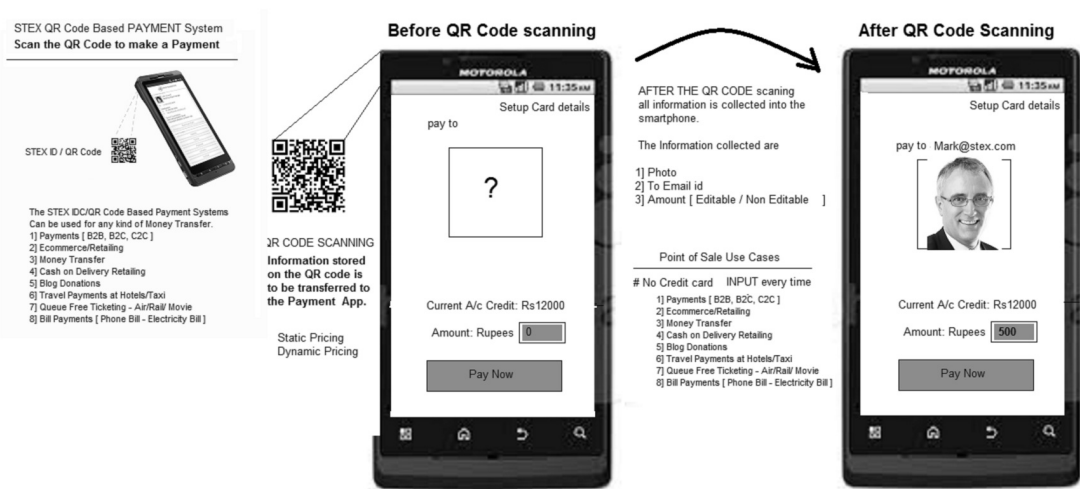 STEX QR Code Based PAYMENT System
Scan the QR Code to make a Payment
STEX ID / QR Code
The STEX IDC/QR Code Based Payment Systems
Can be used for any kind of Money Transfer.
1] Payments [ B2B, B2C, C2C ]
2] Ecommerce/Retailing
3] Money Transfer
4] Cash on Delivery Retailing
5] Blog Donations
6] Travel Payments at Hotels/Taxi
7] Queue Free Ticketing - Air/Rail/ Movie
8] Bill Payments [ Phone Bill - Electricity Bill ]
QR CODE SCANNING
Information stored
on the QR code is
to be transferred to
the Payment App.
Static Pricing
Dynamic Pricing
Before QR Code scanning
MOTOROLA
11:35 AM
Setup Card details
pay to
?
Current A/c Credit: Rs12000
Amount: Rupees 0
Pay Now
AFTER THE QR CODE scaning
all information is collected into the
smartphone.
The Information collected are
1] Photo
2] To Email id
3] Amount [ Editable / Non Editable ]
Point of Sale Use Cases
# No Credit card INPUT every time
1] Payments [ B2B, B2C, C2C ]
2] Ecommerce/Retailing
3] Money Transfer
4] Cash on Delivery Retailing
5] Blog Donations
6] Travel Payments at Hotels/Taxi
7] Queue Free Ticketing - Air/Rail/ Movie
8] Bill Payments [ Phone Bill - Electricity Bill ]
After QR Code Scanning
MOTOROLA
11:35 AM
Setup Card details
pay to Mark@stex.com
Current A/c Credit: Rs12000
Amount: Rupees 500
Pay Now